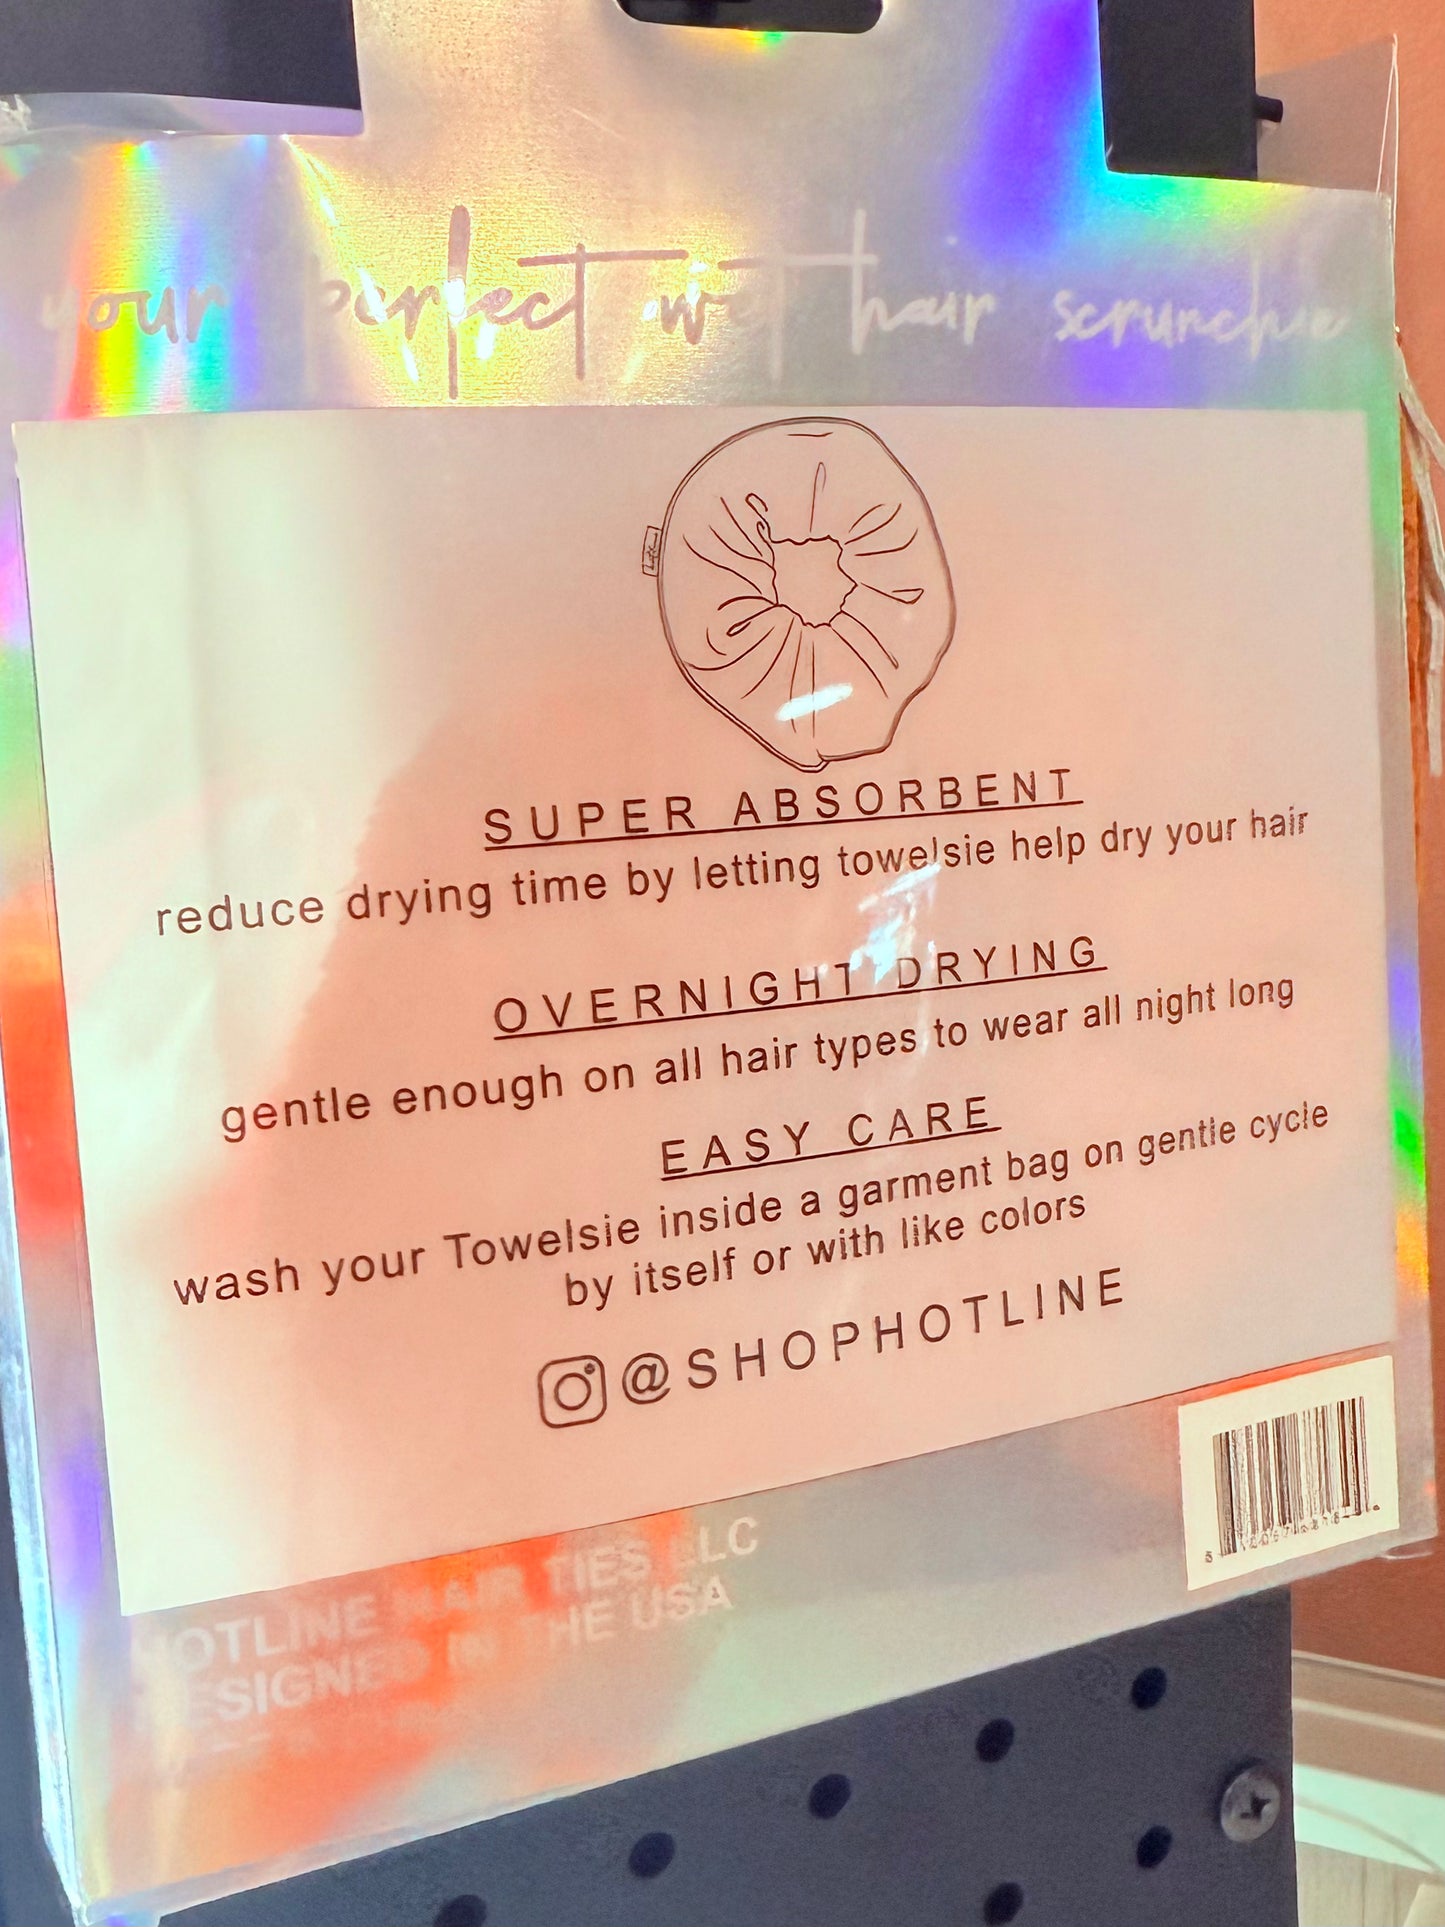 your perfect wet hair scrunchie
SUPER ABSORBENT
reduce drying time by letting towelsie help dry your hair
OVERNIGHT DRYING
gentle enough on all hair types to wear all night long
EASY CARE
wash your Towelsie inside a garment bag on gentle cycle
by itself or with like colors
@SHOPHOTLINE
HOTLINE HAIR TIES LLC
DESIGNED IN THE USA